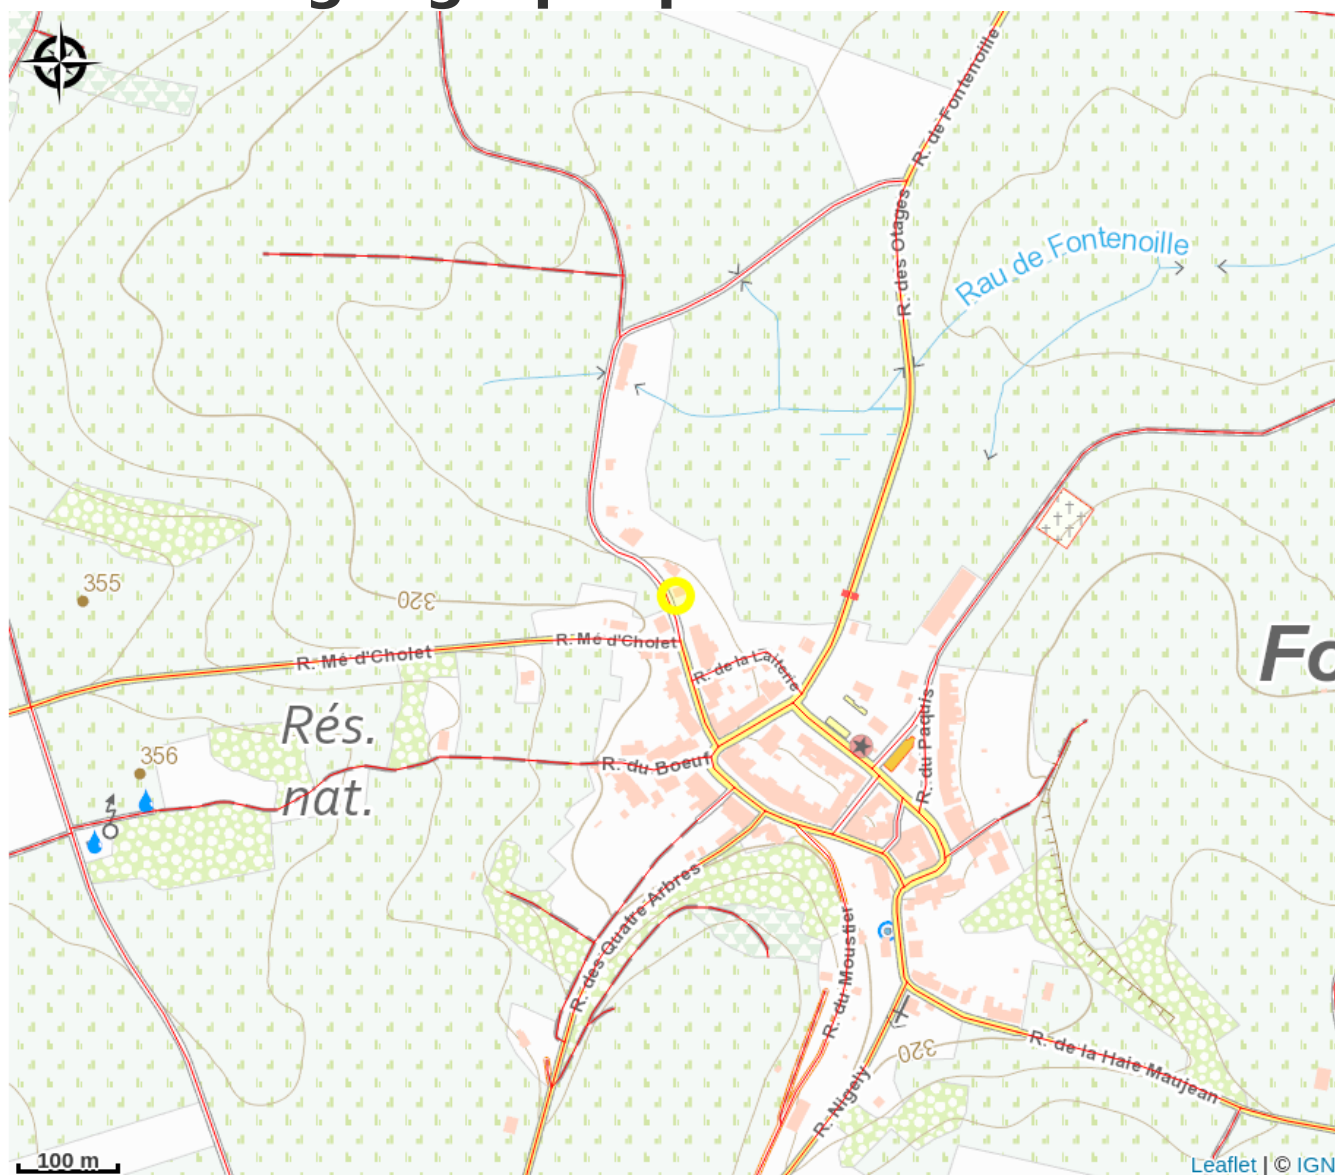 R. de Fontenoille
R. des Otages
Rau de Fontenoille
355
320
R. Mé d'Cholet
R. Mé d'Cholet
R. de la Laiterie
Fo
Rés.
nat.
356
R. du Boeuf
R. du Paquis
R. des Quatre Arbres
R. du Moustier
320
R. de la Haie Maujean
R. Nigely
100 m
Leaflet | © IGN